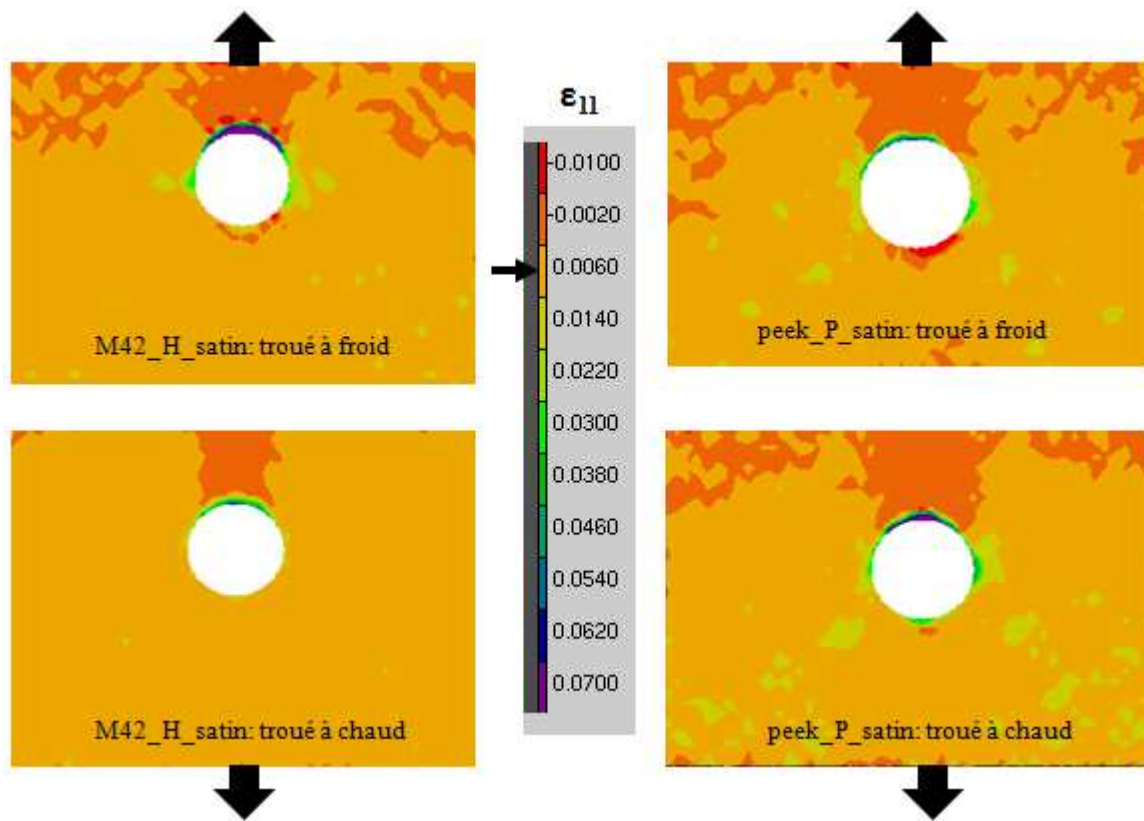 ε11
-0.0100
-0.0020
0.0060
0.0140
0.0220
0.0300
0.0380
0.0460
0.0540
0.0620
0.0700
M42_H_satin: troué à froid
peek_P_satin: troué à froid
M42_H_satin: troué à chaud
peek_P_satin: troué à chaud